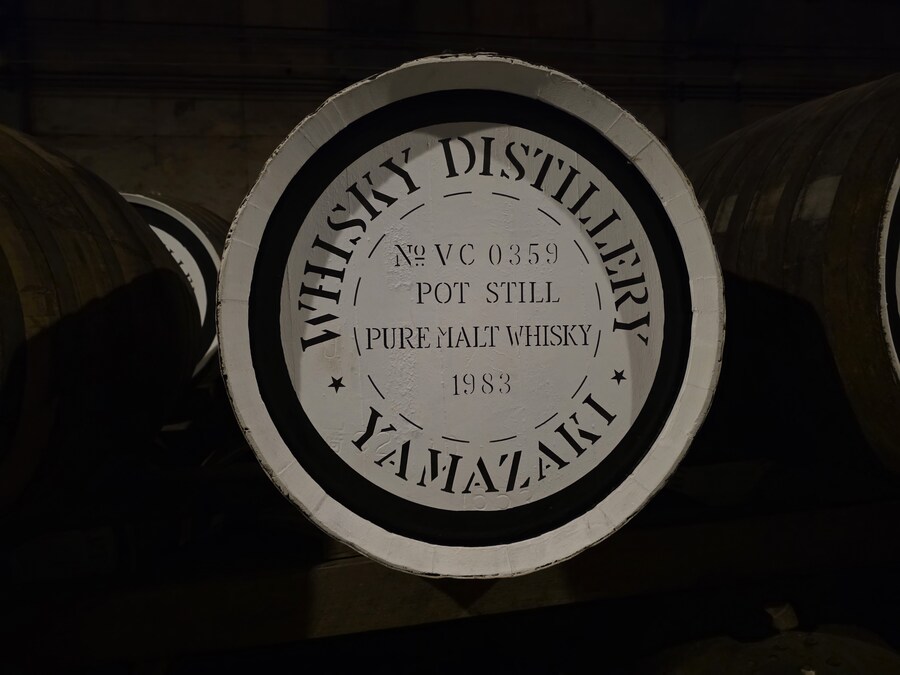 WHISKY DISTILLERY
№ VC 0359
POT STILL
PURE MALT WHISKY
1983
YAMAZAKI